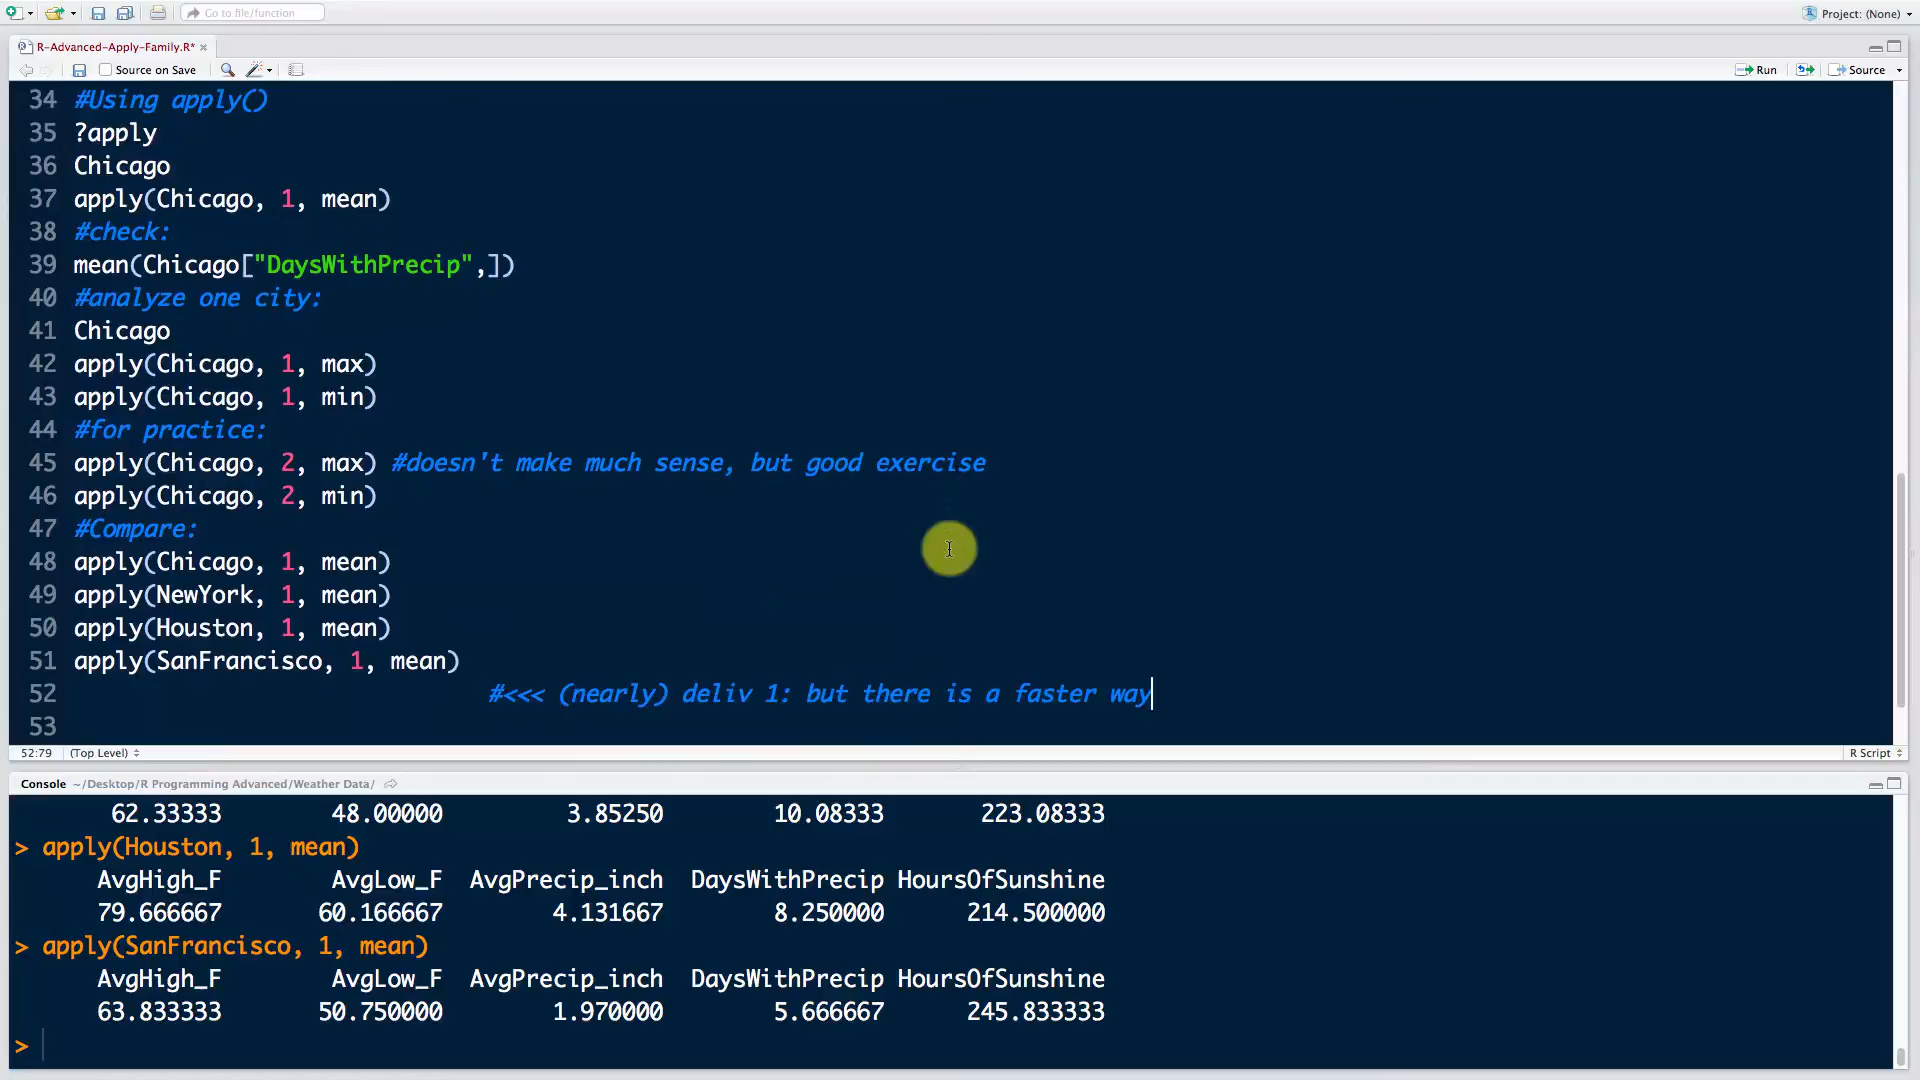 Go to file/function
Project: (None)
R-Advanced-Apply-Family.R*
Source on Save
Run
Source
34 #Using apply()
35 ?apply
36 Chicago
37 apply(Chicago, 1, mean)
38 #check:
39 mean(Chicago["DaysWithPrecip",])
40 #analyze one city:
41 Chicago
42 apply(Chicago, 1, max)
43 apply(Chicago, 1, min)
44 #for practice:
45 apply(Chicago, 2, max) #doesn't make much sense, but good exercise
46 apply(Chicago, 2, min)
47 #Compare:
48 apply(Chicago, 1, mean)
49 apply(NewYork, 1, mean)
50 apply(Houston, 1, mean)
51 apply(SanFrancisco, 1, mean)
52 #<<< (nearly) deliv 1: but there is a faster way
53
52:79 (Top Level) R Script
Console ~/Desktop/R Programming Advanced/Weather Data/
62.33333 48.00000 3.85250 10.08333 223.08333
> apply(Houston, 1, mean)
AvgHigh_F AvgLow_F AvgPrecip_inch DaysWithPrecip HoursOfSunshine
79.666667 60.166667 4.131667 8.250000 214.500000
> apply(SanFrancisco, 1, mean)
AvgHigh_F AvgLow_F AvgPrecip_inch DaysWithPrecip HoursOfSunshine
63.833333 50.750000 1.970000 5.666667 245.833333
>